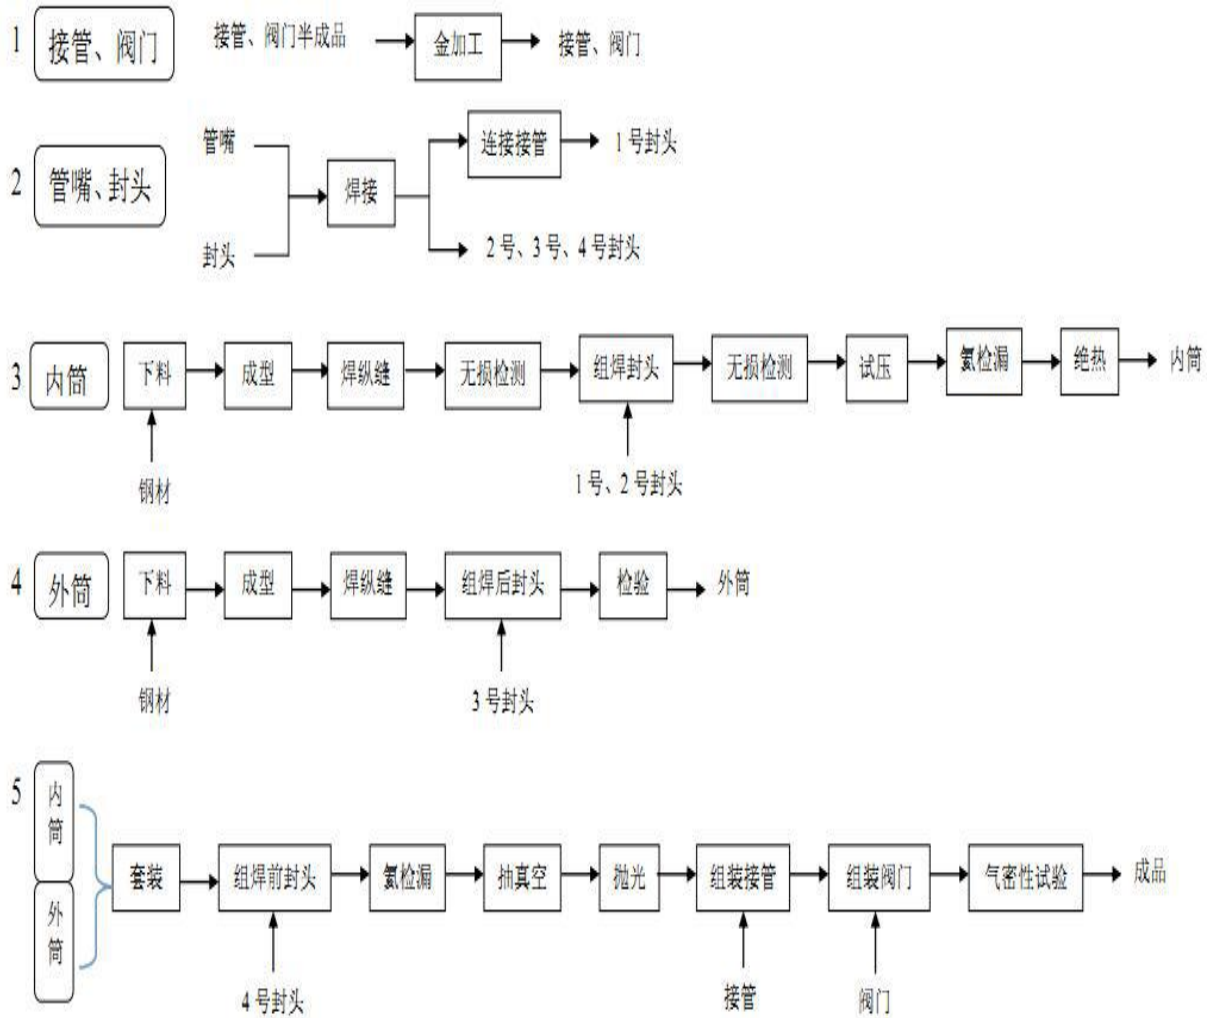 1
接管、阀门
接管、阀门半成品
金加工
接管、阀门
2
管嘴、封头
管嘴
封头
焊接
连接接管
1号封头
2号、3号、4号封头
3
内筒
下料
成型
焊纵缝
无损检测
组焊封头
无损检测
试压
氦检漏
绝热
内筒
钢材
1号、2号封头
4
外筒
下料
成型
焊纵缝
组焊后封头
检验
外筒
钢材
3号封头
5
内筒
外筒
套装
组焊前封头
氦检漏
抽真空
抛光
组装接管
组装阀门
气密性试验
成品
4号封头
接管
阀门